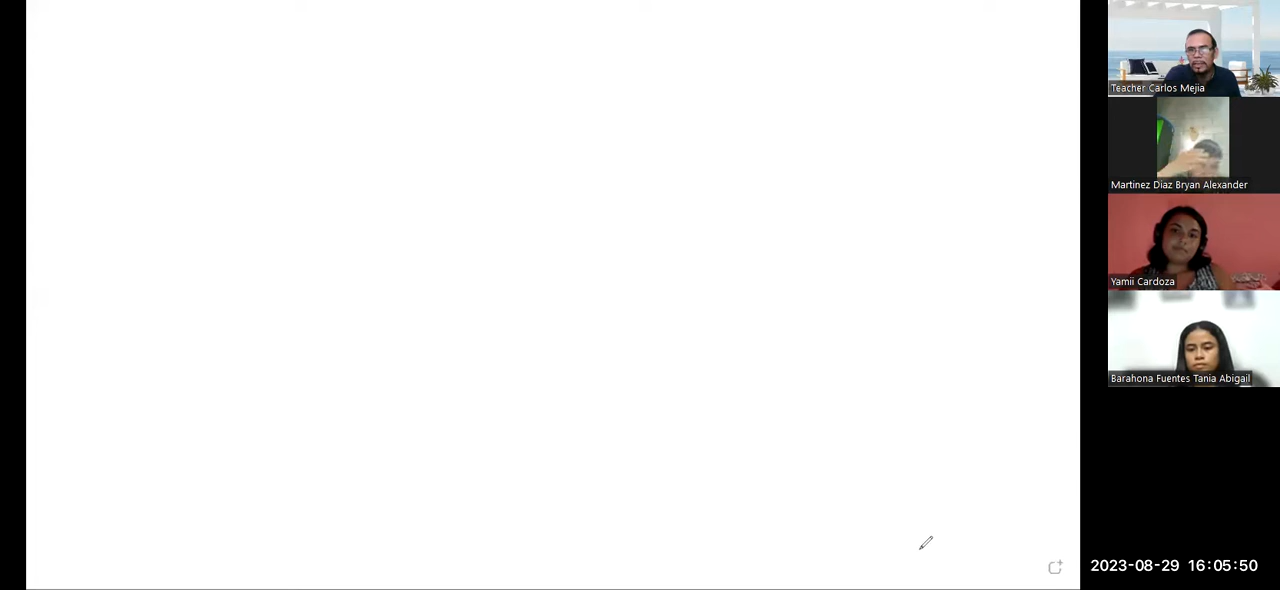 Teacher Carlos Mejia
Martinez Diaz Bryan Alexander
Yamii Cardoza
Barahona Fuentes Tania Abigail
2023-08-29 16:05:50